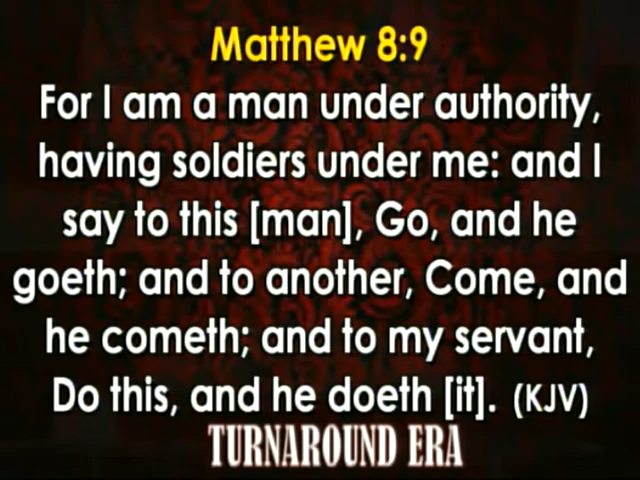 Matthew 8:9
For I am a man under authority,
having soldiers under me: and I
say to this [man], Go, and he
goeth; and to another, Come, and
he cometh; and to my servant,
Do this, and he doeth [it]. (KJV)
TURNAROUND ERA